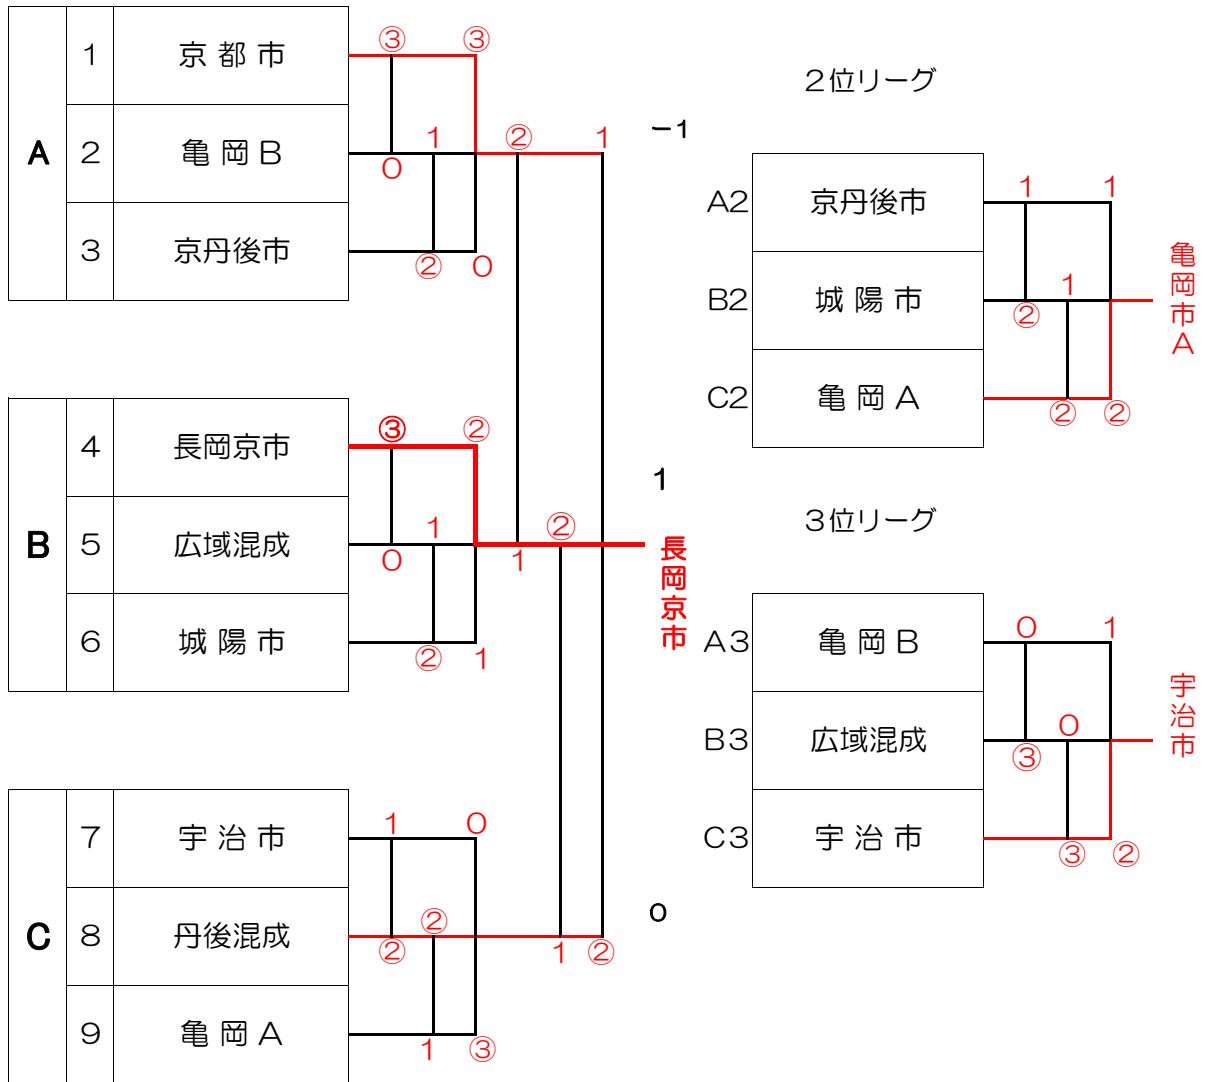 A
1 京都市
2 亀岡B
3 京丹後市
③ ③
0
1
② 0
② 1
－1
B
4 長岡京市
5 広域混成
6 城陽市
③ ②
0
1
② 1
1
②
1
長岡京市
C
7 宇治市
8 丹後混成
9 亀岡A
1 0
②
②
1 ③
1 ②
0
２位リーグ
A2 京丹後市
B2 城陽市
C2 亀岡A
1 1
②
1
② ②
亀岡市A
３位リーグ
A3 亀岡B
B3 広域混成
C3 宇治市
0 1
③
0
③ ②
宇治市